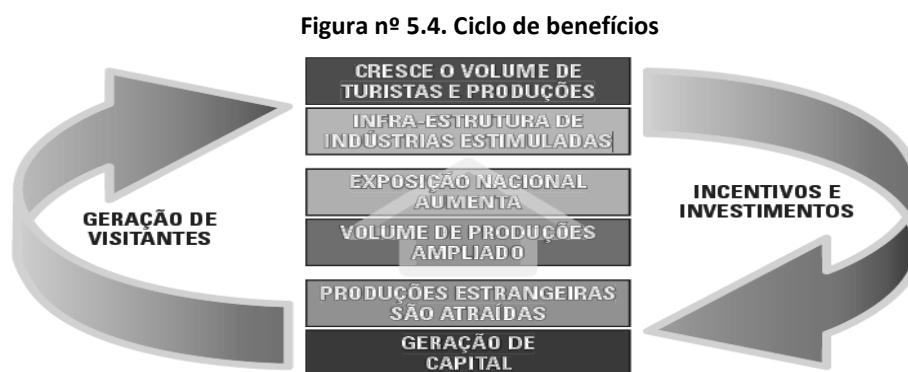 Figura nº 5.4. Ciclo de benefícios
CRESCE O VOLUME DE
TURISTAS E PRODUÇÕES
INFRA-ESTRUTURA DE
INDÚSTRIAS ESTIMULADAS
EXPOSIÇÃO NACIONAL
AUMENTA
GERAÇÃO DE
VISITANTES
INCENTIVOS E
INVESTIMENTOS
VOLUME DE PRODUÇÕES
AMPLIADO
PRODUÇÕES ESTRANGEIRAS
SÃO ATRAÍDAS
GERAÇÃO DE
CAPITAL